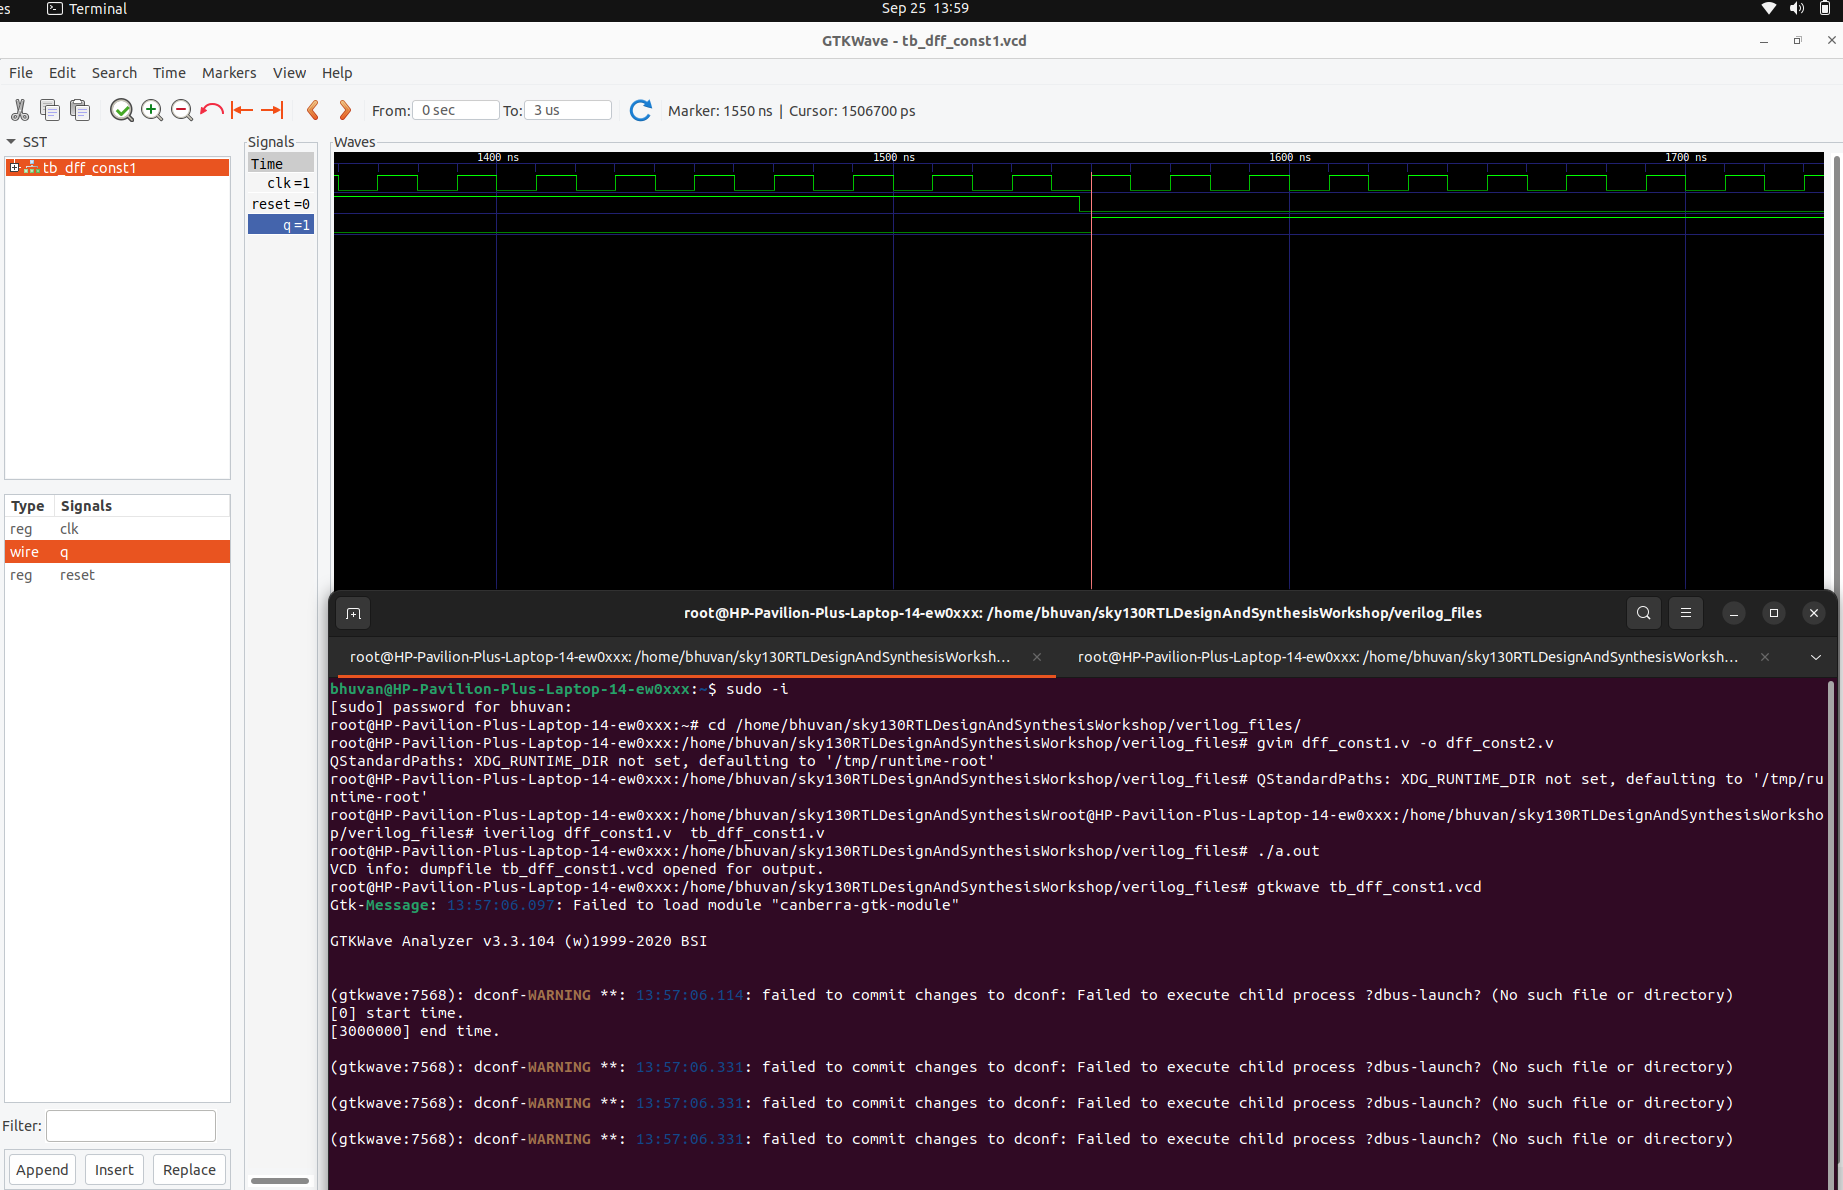 es Terminal Sep 25 13:59
GTKWave - tb_dff_const1.vcd
File Edit Search Time Markers View Help
From: 0 sec To: 3 us Marker: 1550 ns | Cursor: 1506700 ps
SST
tb_dff_const1
Type Signals
reg clk
wire q
reg reset
Filter:
Append Insert Replace
Signals
Time
clk =1
reset =0
q =1
Waves
1400 ns 1500 ns 1600 ns 1700 ns
root@HP-Pavilion-Plus-Laptop-14-ew0xxx: /home/bhuvan/sky130RTLDesignAndSynthesisWorkshop/verilog_files
root@HP-Pavilion-Plus-Laptop-14-ew0xxx: /home/bhuvan/sky130RTLDesignAndSynthesisWorksh... root@HP-Pavilion-Plus-Laptop-14-ew0xxx: /home/bhuvan/sky130RTLDesignAndSynthesisWorksh...
bhuvan@HP-Pavilion-Plus-Laptop-14-ew0xxx:~$ sudo -i
[sudo] password for bhuvan:
root@HP-Pavilion-Plus-Laptop-14-ew0xxx:~# cd /home/bhuvan/sky130RTLDesignAndSynthesisWorkshop/verilog_files/
root@HP-Pavilion-Plus-Laptop-14-ew0xxx:/home/bhuvan/sky130RTLDesignAndSynthesisWorkshop/verilog_files# gvim dff_const1.v -o dff_const2.v
QStandardPaths: XDG_RUNTIME_DIR not set, defaulting to '/tmp/runtime-root'
root@HP-Pavilion-Plus-Laptop-14-ew0xxx:/home/bhuvan/sky130RTLDesignAndSynthesisWorkshop/verilog_files# QStandardPaths: XDG_RUNTIME_DIR not set, defaulting to '/tmp/ru
ntime-root'
root@HP-Pavilion-Plus-Laptop-14-ew0xxx:/home/bhuvan/sky130RTLDesignAndSynthesisWroot@HP-Pavilion-Plus-Laptop-14-ew0xxx:/home/bhuvan/sky130RTLDesignAndSynthesisWorksho
p/verilog_files# iverilog dff_const1.v  tb_dff_const1.v
root@HP-Pavilion-Plus-Laptop-14-ew0xxx:/home/bhuvan/sky130RTLDesignAndSynthesisWorkshop/verilog_files# ./a.out
VCD info: dumpfile tb_dff_const1.vcd opened for output.
root@HP-Pavilion-Plus-Laptop-14-ew0xxx:/home/bhuvan/sky130RTLDesignAndSynthesisWorkshop/verilog_files# gtkwave tb_dff_const1.vcd
Gtk-Message: 13:57:06.097: Failed to load module "canberra-gtk-module"
GTKWave Analyzer v3.3.104 (w)1999-2020 BSI
(gtkwave:7568): dconf-WARNING **: 13:57:06.114: failed to commit changes to dconf: Failed to execute child process ?dbus-launch? (No such file or directory)
[0] start time.
[3000000] end time.
(gtkwave:7568): dconf-WARNING **: 13:57:06.331: failed to commit changes to dconf: Failed to execute child process ?dbus-launch? (No such file or directory)
(gtkwave:7568): dconf-WARNING **: 13:57:06.331: failed to commit changes to dconf: Failed to execute child process ?dbus-launch? (No such file or directory)
(gtkwave:7568): dconf-WARNING **: 13:57:06.331: failed to commit changes to dconf: Failed to execute child process ?dbus-launch? (No such file or directory)